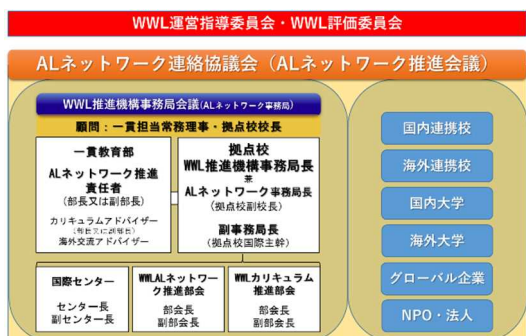 WWL運営指導委員会・WWL評価委員会
ALネットワーク連絡協議会（ALネットワーク推進会議）
WWL推進機構事務局会議(ALネットワーク事務局)
顧問：一貫担当常務理事・拠点校校長
一貫教育部
ALネットワーク推進
責任者
(部長又は副部長)
カリキュラムアドバイザー
海外交流アドバイザー
拠点校
WWL推進機構事務局長
兼
ALネットワーク事務局長
(拠点校副校長)
副事務局長
(拠点校国際主幹)
国際センター
センター長
副センター長
WWLALネットワー
ク推進部会
部会長
副部会長
WWLカリキュラム
推進部会
部会長
副部会長
国内連携校
海外連携校
国内大学
海外大学
グローバル企業
NPO・法人